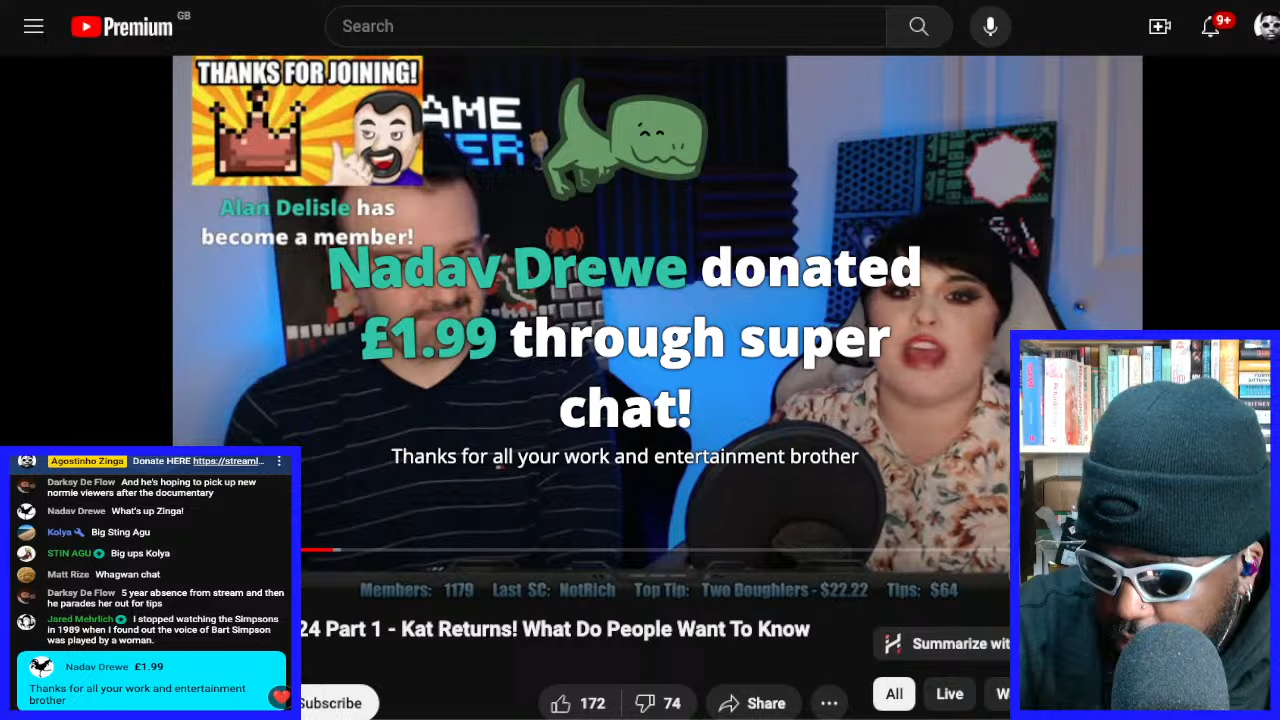 Premium
GB
Search
9+
THANKS FOR JOINING!
AME
ER
Alan Delisle has
become a member!
Nadav Drewe donated
£1.99 through super
chat!
Thanks for all your work and entertainment brother
Members: 1179 Last SC: NotRich Top Tip: Two Doughlers - $22.22 Tips: $64
24 Part 1 - Kat Returns! What Do People Want To Know
Summarize wit
Subscribe
172
74
Share
All
Live
W
Agostinho Zinga Donate HERE https://streaml...
Darksy De Flow And he's hoping to pick up new
normie viewers after the documentary
Nadav Drewe What's up Zinga!
Kolya Big Sting Agu
STIN AGU Big ups Kolya
Matt Rize Whagwan chat
Darksy De Flow 5 year absence from stream and then
he parades her out for tips
Jared Mehrlich I stopped watching the Simpsons
in 1989 when I found out the voice of Bart Simpson
was played by a woman.
Nadav Drewe £1.99
Thanks for all your work and entertainment
brother